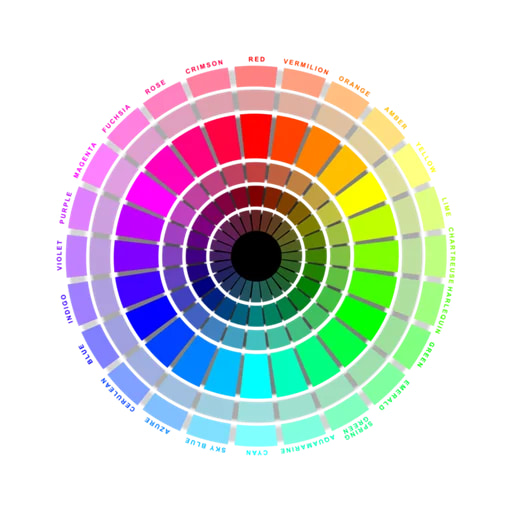 RED
VERMILION
ORANGE
AMBER
YELLOW
LIME
CHARTREUSE
HARLEQUIN
GREEN
EMERALD
SPRING
GREEN
AQUAMARINE
CYAN
SKY BLUE
AZURE
CERULEAN
BLUE
INDIGO
VIOLET
PURPLE
MAGENTA
FUCHSIA
ROSE
CRIMSON